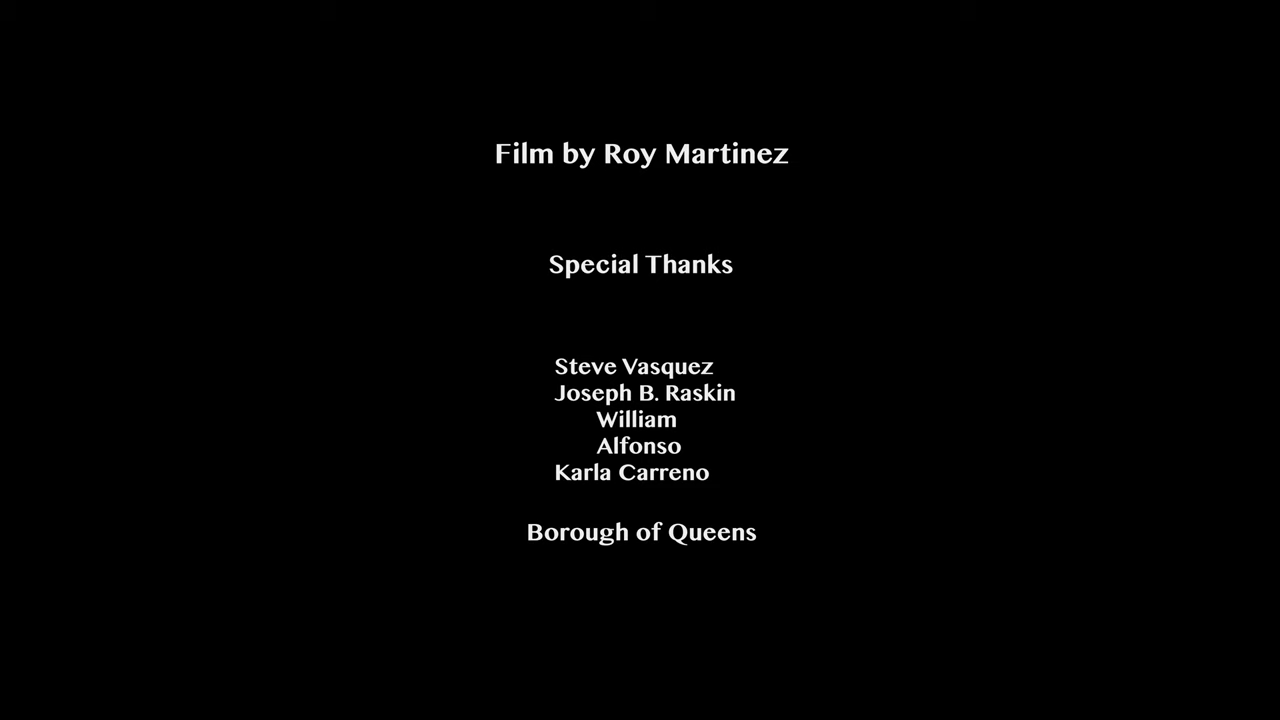 Film by Roy Martinez
Special Thanks
Steve Vasquez
Joseph B. Raskin
William
Alfonso
Karla Carreno
Borough of Queens